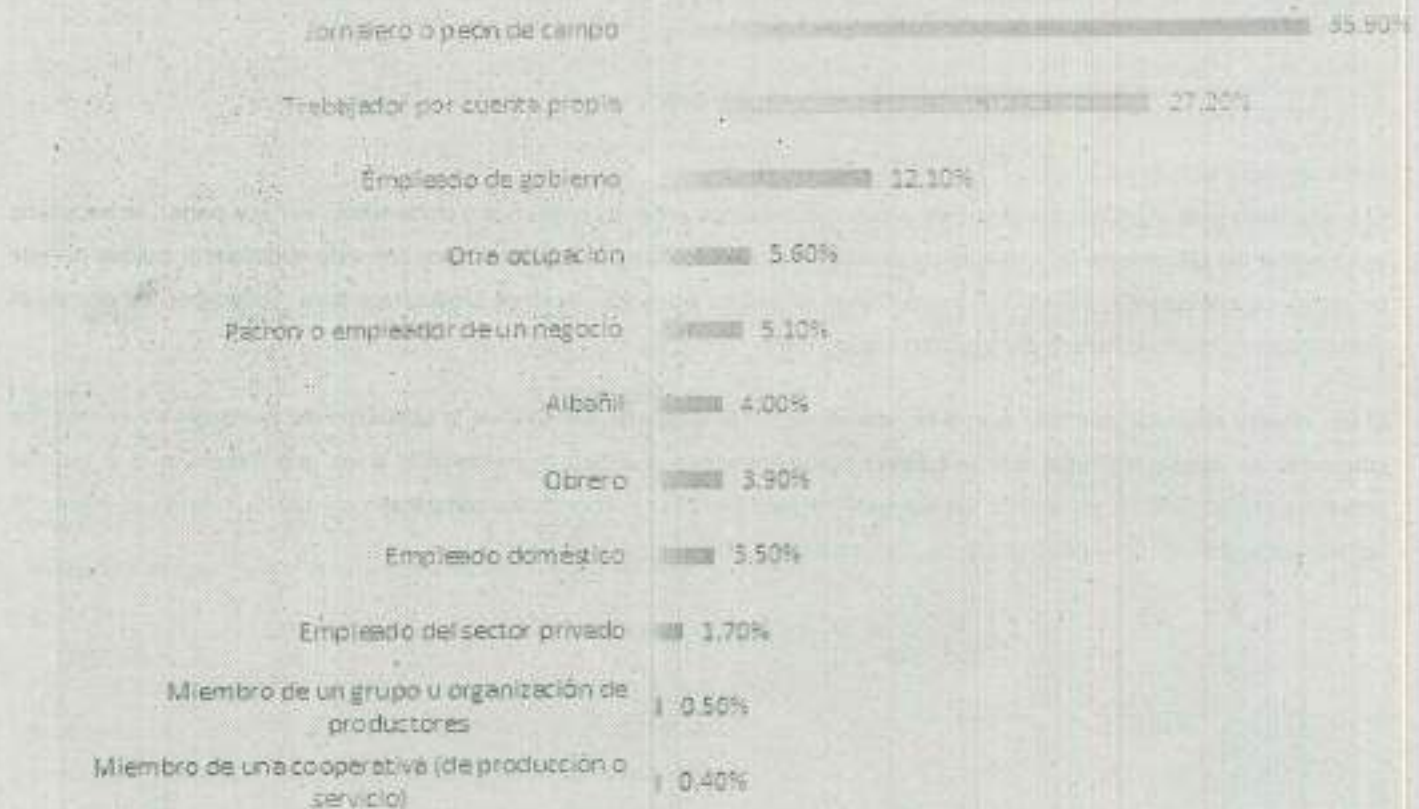 Jornalero o peón de campo 35.90%
Trabajador por cuenta propia 27.20%
Empleado de gobierno 12.10%
Otra ocupación 5.60%
Patrón o empleador de un negocio 5.10%
Albañil 4.00%
Obrero 3.90%
Empleado doméstico 3.50%
Empleado del sector privado 1.70%
Miembro de un grupo u organización de
productores 0.50%
Miembro de una cooperativa (de producción o
servicio) 0.40%